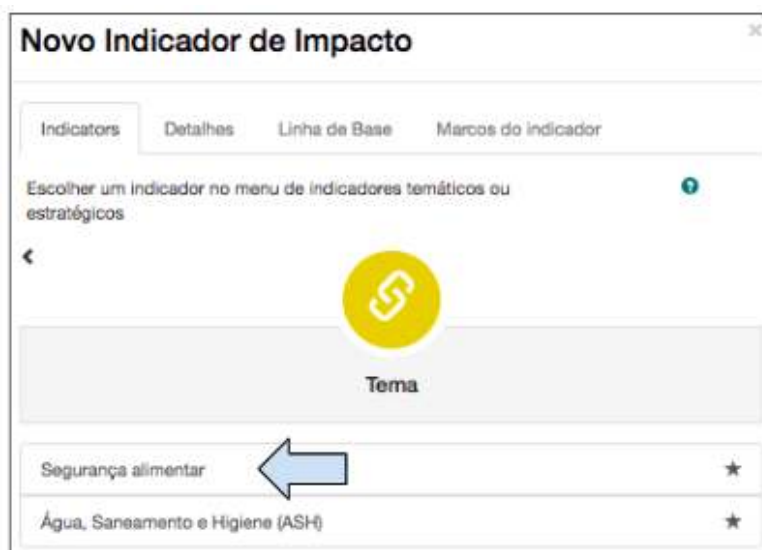 Novo Indicador de Impacto
Indicators Detalhes Linha de Base Marcos do indicador
Escolher um indicador no menu de indicadores temáticos ou
estratégicos
Tema
Segurança alimentar
Água, Saneamento e Higiene (ASH)